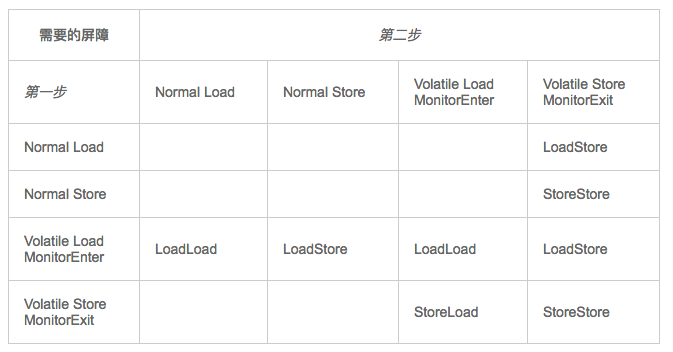 需要的屏障 第二步
第一步 Normal Load Normal Store Volatile Load Volatile Store
MonitorEnter MonitorExit
Normal Load LoadStore
Normal Store StoreStore
Volatile Load
MonitorEnter LoadLoad LoadStore LoadLoad LoadStore
Volatile Store
MonitorExit StoreLoad StoreStore